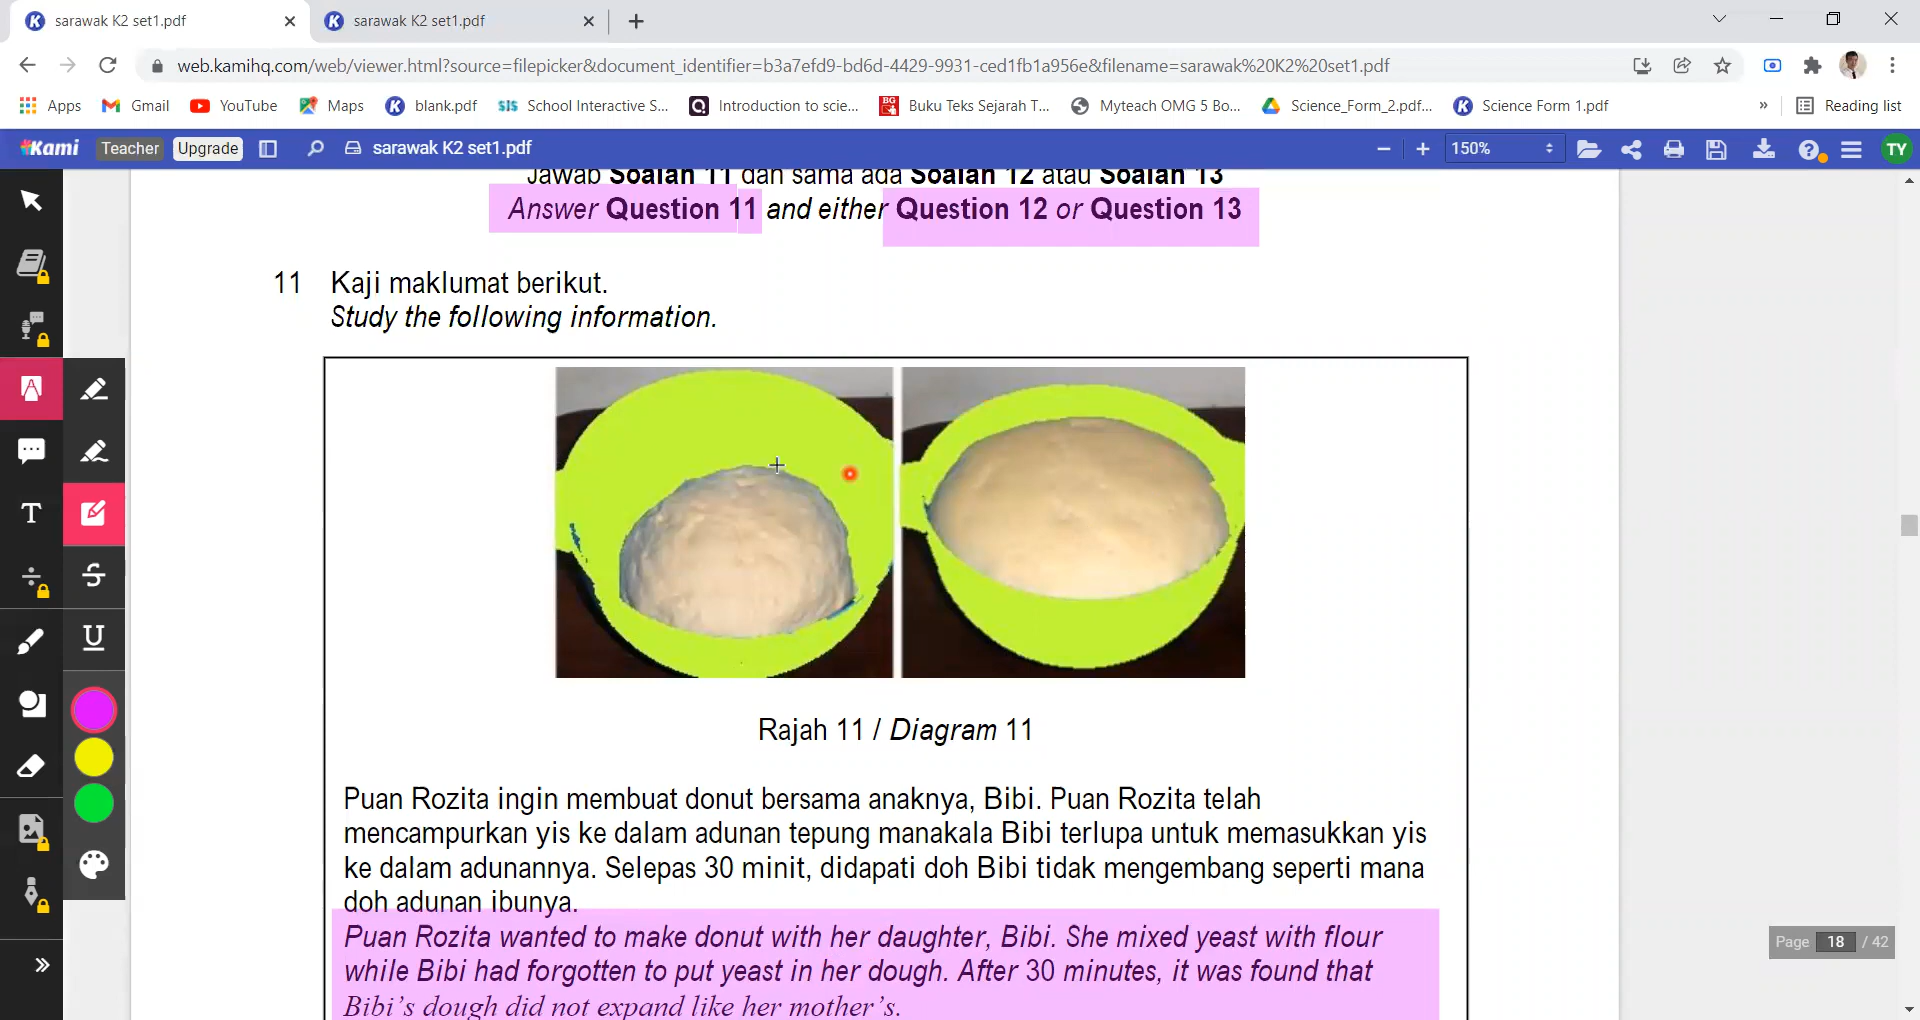 sarawak K2 set1.pdf
sarawak K2 set1.pdf
web.kamihq.com/web/viewer.html?source=filepicker&document_identifier=b3a7efd9-bd6d-4429-9931-ced1fb1a956e&filename=sarawak%20K2%20set1.pdf
Apps Gmail YouTube Maps blank.pdf SIS School Interactive S... Introduction to scie... BG Buku Teks Sejarah T... Myteach OMG 5 Bo... Science_Form_2.pdf... Science Form 1.pdf » Reading list
Kami Teacher Upgrade sarawak K2 set1.pdf 150% TY
Jawab Soalan 11 dan sama ada Soalan 12 atau Soalan 13
Answer Question 11 and either Question 12 or Question 13
11 Kaji maklumat berikut.
Study the following information.
Rajah 11 / Diagram 11
Puan Rozita ingin membuat donut bersama anaknya, Bibi. Puan Rozita telah
mencampurkan yis ke dalam adunan tepung manakala Bibi terlupa untuk memasukkan yis
ke dalam adunannya. Selepas 30 minit, didapati doh Bibi tidak mengembang seperti mana
doh adunan ibunya.
Puan Rozita wanted to make donut with her daughter, Bibi. She mixed yeast with flour
while Bibi had forgotten to put yeast in her dough. After 30 minutes, it was found that
Bibi's dough did not expand like her mother's.
Page 18 / 42